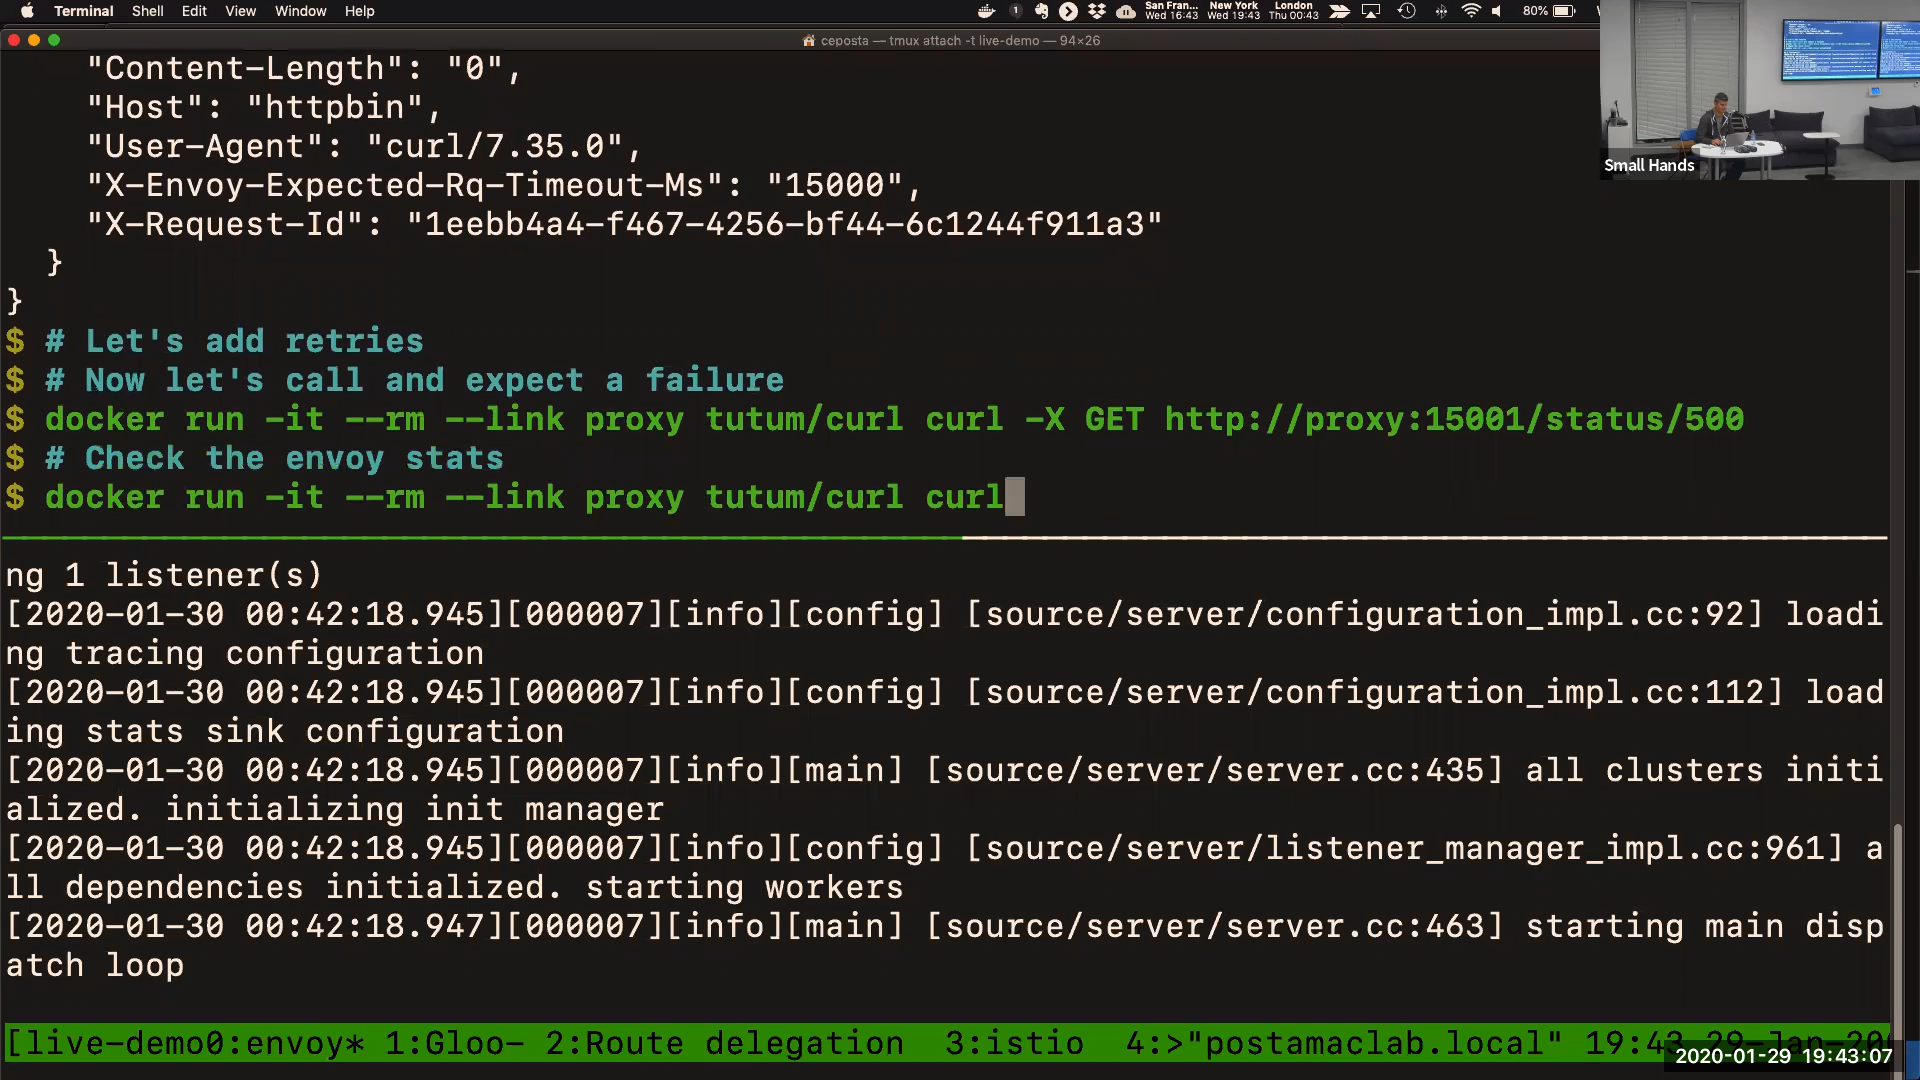 Terminal Shell Edit View Window Help
1 San Fran... Wed 16:43 New York Wed 19:43 London Thu 00:43 80%
ceposta — tmux attach -t live-demo — 94×26
"Content-Length": "0",
"Host": "httpbin",
"User-Agent": "curl/7.35.0",
"X-Envoy-Expected-Rq-Timeout-Ms": "15000",
"X-Request-Id": "1eebb4a4-f467-4256-bf44-6c1244f911a3"
}
}
$ # Let's add retries
$ # Now let's call and expect a failure
$ docker run -it --rm --link proxy tutum/curl curl -X GET http://proxy:15001/status/500
$ # Check the envoy stats
$ docker run -it --rm --link proxy tutum/curl curl
ng 1 listener(s)
[2020-01-30 00:42:18.945][000007][info][config] [source/server/configuration_impl.cc:92] loadi
ng tracing configuration
[2020-01-30 00:42:18.945][000007][info][config] [source/server/configuration_impl.cc:112] load
ing stats sink configuration
[2020-01-30 00:42:18.945][000007][info][main] [source/server/server.cc:435] all clusters initi
alized. initializing init manager
[2020-01-30 00:42:18.945][000007][info][config] [source/server/listener_manager_impl.cc:961] a
ll dependencies initialized. starting workers
[2020-01-30 00:42:18.947][000007][info][main] [source/server/server.cc:463] starting main disp
atch loop
[live-demo0:envoy* 1:Gloo- 2:Route delegation 3:istio 4:>"postamaclab.local" 19:43 29-Jan-20
Small Hands
2020-01-29 19:43:07